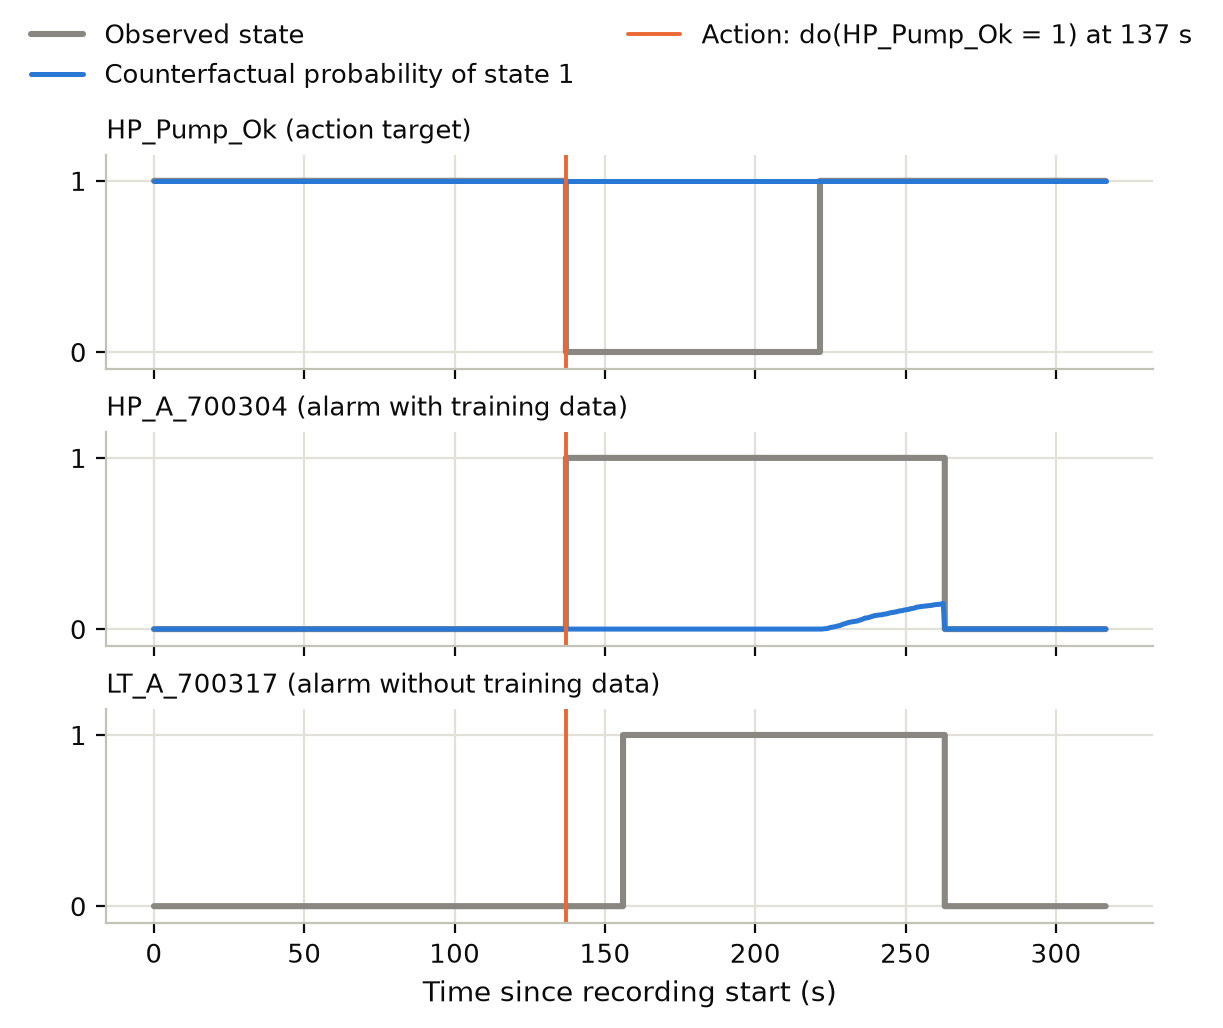 Observed state
Counterfactual probability of state 1
Action: do(HP_Pump_Ok = 1) at 137 s
HP_Pump_Ok (action target)
1
0
HP_A_700304 (alarm with training data)
1
0
LT_A_700317 (alarm without training data)
1
0
0 50 100 150 200 250 300
Time since recording start (s)